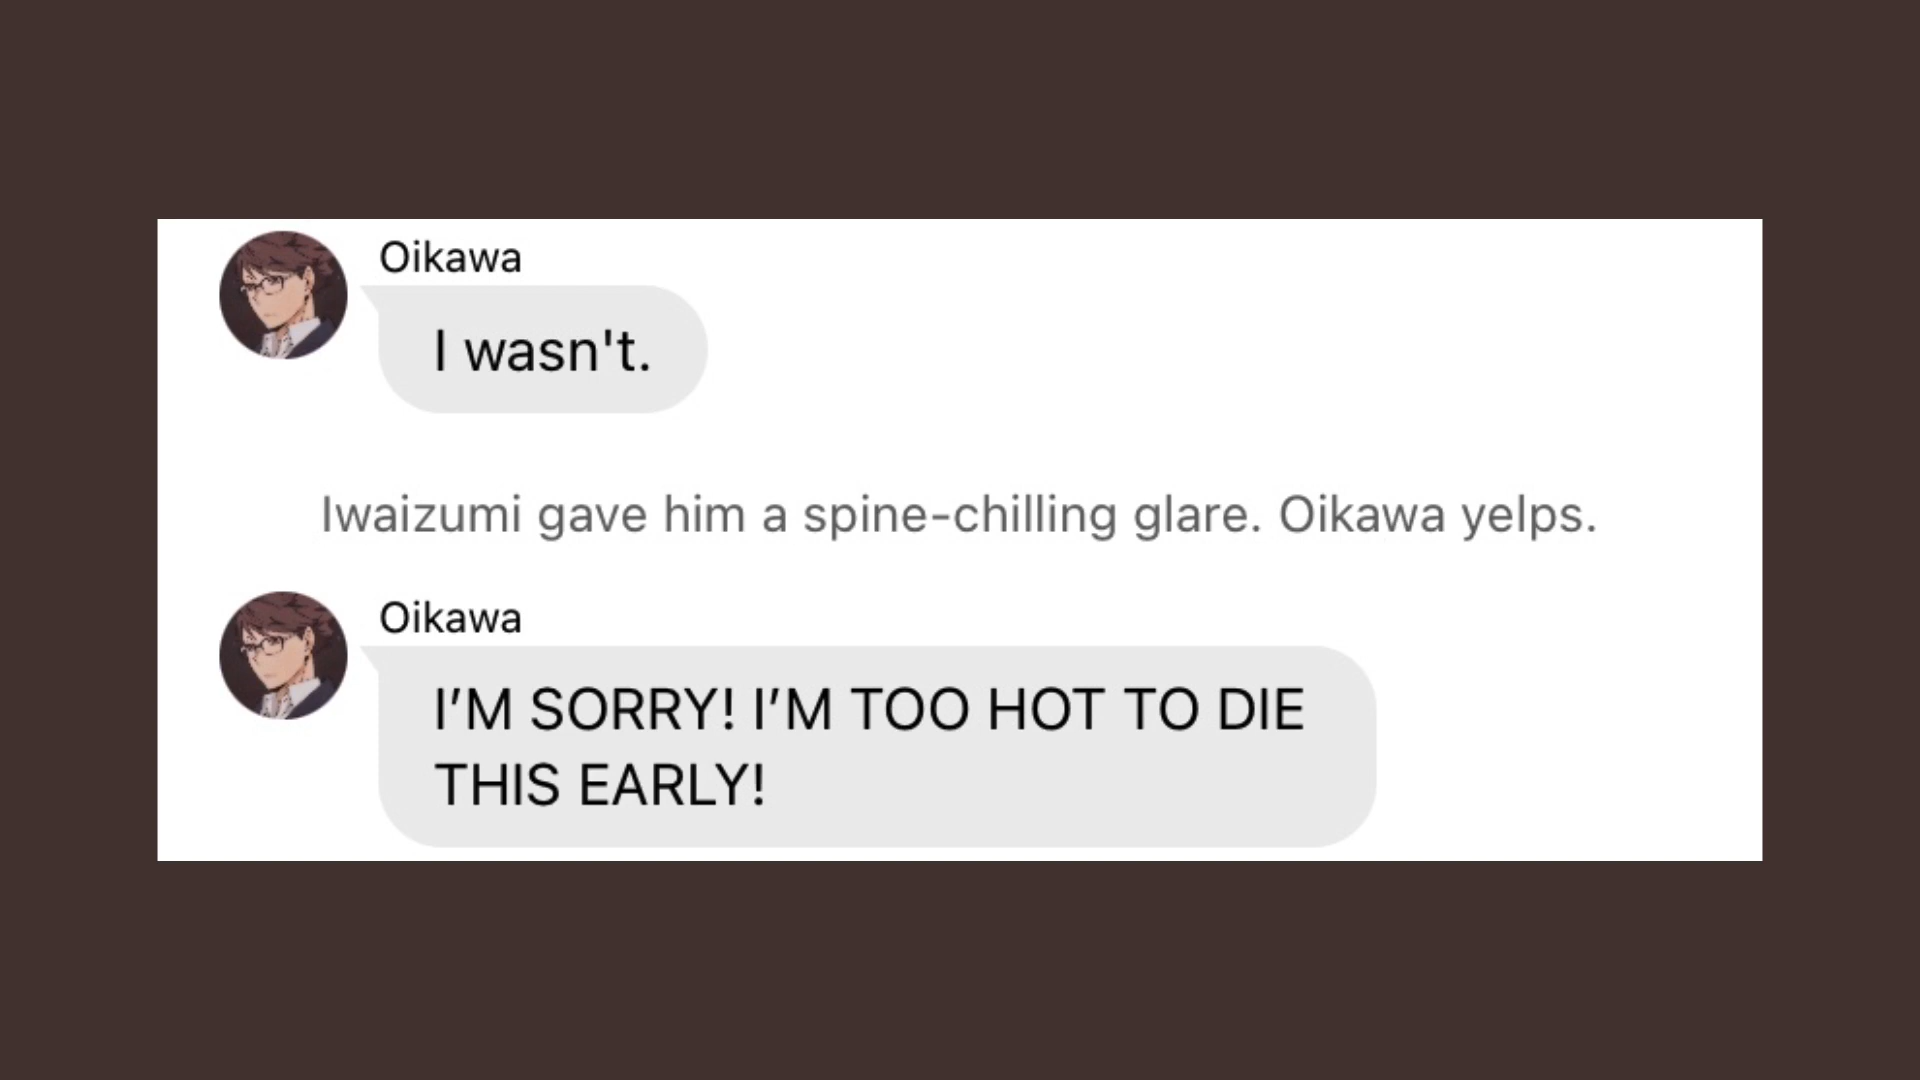 Oikawa
I wasn't.
Iwaizumi gave him a spine-chilling glare. Oikawa yelps.
Oikawa
I’M SORRY! I’M TOO HOT TO DIE
THIS EARLY!